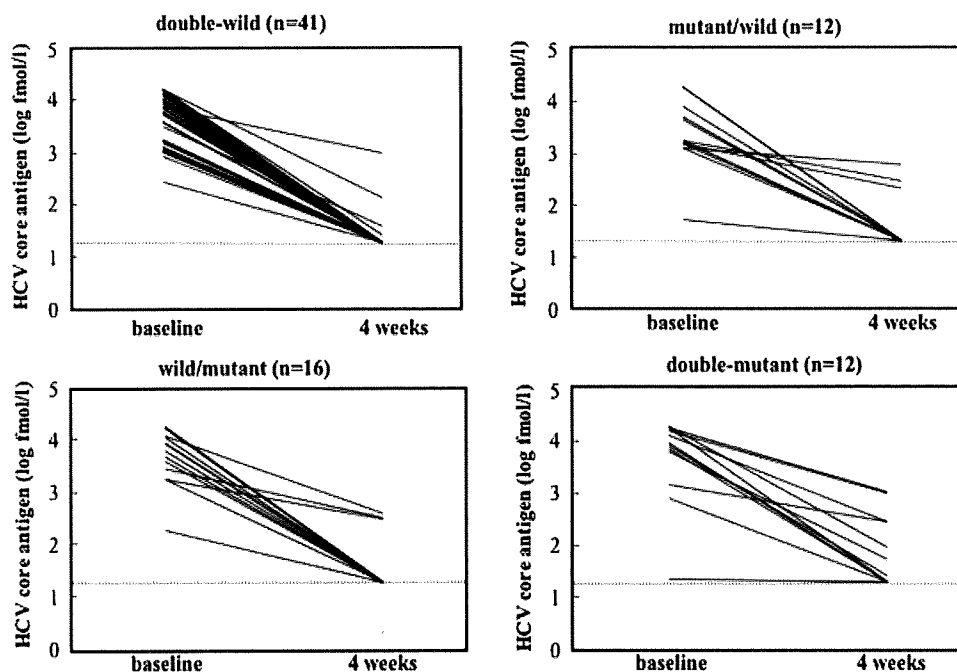 double-wild (n=41)
HCV core antigen (log fmol/l)
5
4
3
2
1
0
baseline 4 weeks
mutant/wild (n=12)
HCV core antigen (log fmol/l)
5
4
3
2
1
0
baseline 4 weeks
wild/mutant (n=16)
HCV core antigen (log fmol/l)
5
4
3
2
1
0
baseline 4 weeks
double-mutant (n=12)
HCV core antigen (log fmol/l)
5
4
3
2
1
0
baseline 4 weeks